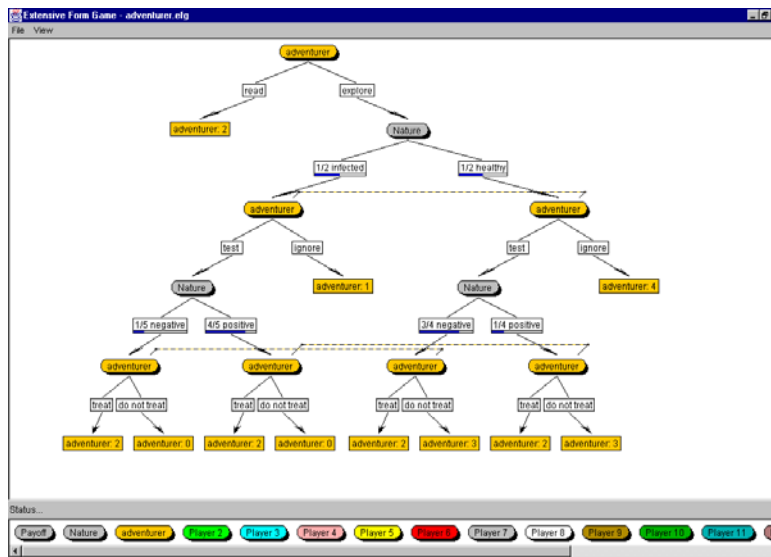 Extensive Form Game - adventurer.efg
File View
adventurer
read explore
adventurer: 2
Nature
1/2 infected 1/2 healthy
adventurer adventurer
test ignore test ignore
Nature adventurer: 1 Nature adventurer: 4
1/5 negative 4/5 positive 3/4 negative 1/4 positive
adventurer adventurer adventurer adventurer
treat do not treat treat do not treat treat do not treat treat do not treat
adventurer: 2 adventurer: 0 adventurer: 2 adventurer: 0 adventurer: 2 adventurer: 3 adventurer: 2 adventurer: 3
Status...
Payoff Nature adventurer Player 2 Player 3 Player 4 Player 5 Player 6 Player 7 Player 8 Player 9 Player 10 Player 11